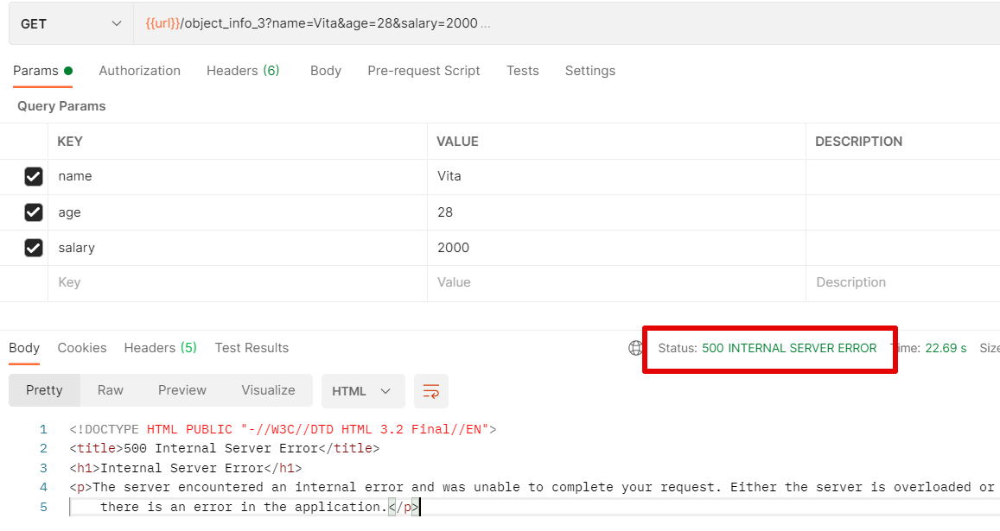 GET {{url}}/object_info_3?name=Vita&age=28&salary=2000 ...
Params Authorization Headers (6) Body Pre-request Script Tests Settings
Query Params
KEY VALUE DESCRIPTION
name Vita
age 28
salary 2000
Key Value Description
Body Cookies Headers (5) Test Results Status: 500 INTERNAL SERVER ERROR Time: 22.69 s Size
Pretty Raw Preview Visualize HTML
1 <!DOCTYPE HTML PUBLIC "-//W3C//DTD HTML 3.2 Final//EN">
2 <title>500 Internal Server Error</title>
3 <h1>Internal Server Error</h1>
4 <p>The server encountered an internal error and was unable to complete your request. Either the server is overloaded or
5 there is an error in the application.</p>